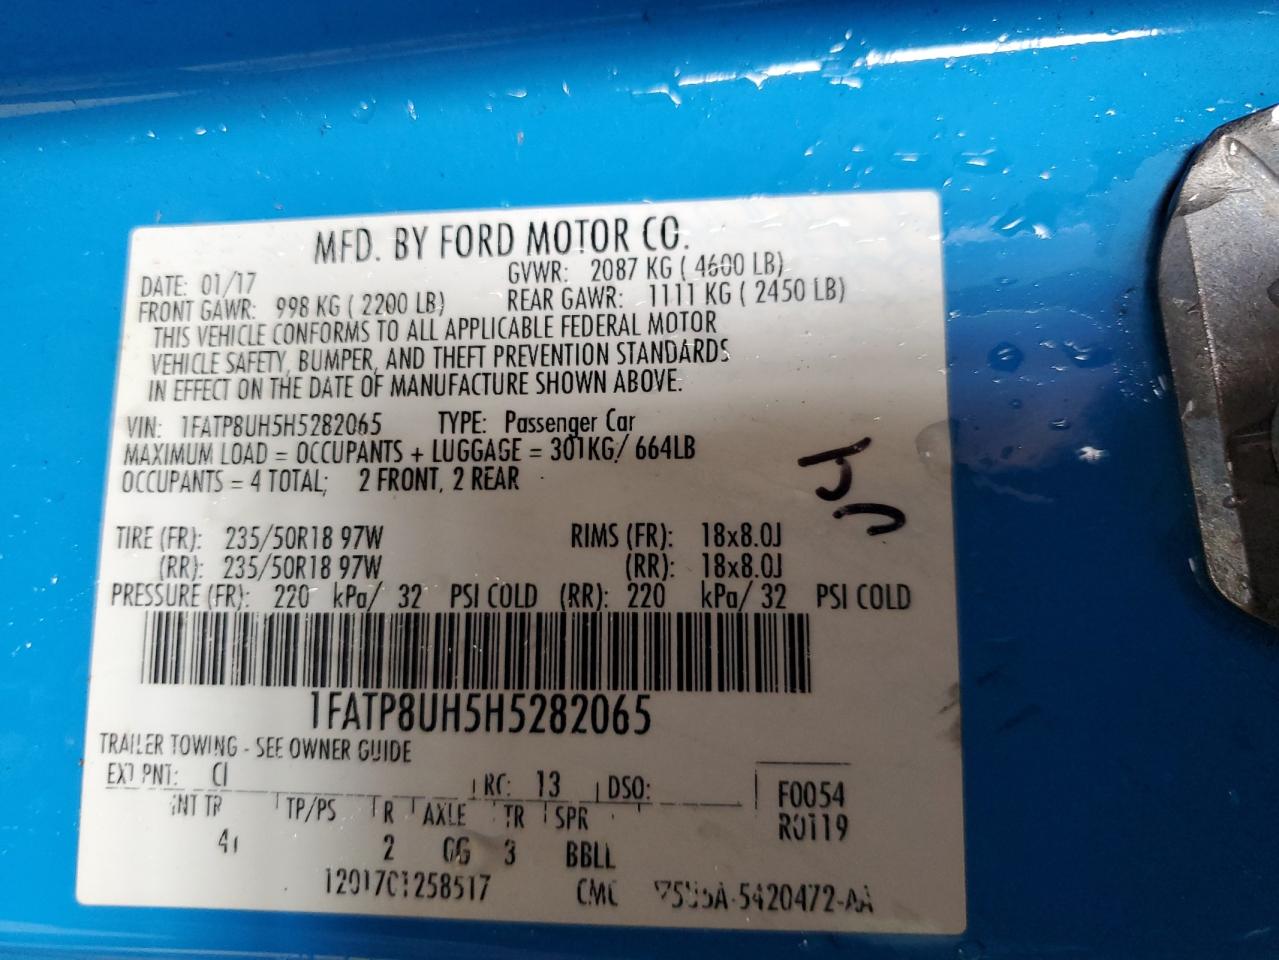 MFD. BY FORD MOTOR CO.
DATE: 01/17 GVWR: 2087 KG ( 4600 LB)
FRONT GAWR: 998 KG ( 2200 LB) REAR GAWR: 1111 KG ( 2450 LB)
THIS VEHICLE CONFORMS TO ALL APPLICABLE FEDERAL MOTOR
VEHICLE SAFETY, BUMPER, AND THEFT PREVENTION STANDARDS
IN EFFECT ON THE DATE OF MANUFACTURE SHOWN ABOVE.
VIN: 1FATP8UH5H5282065 TYPE: Passenger Car
MAXIMUM LOAD = OCCUPANTS + LUGGAGE = 301KG/ 664LB
OCCUPANTS = 4 TOTAL; 2 FRONT, 2 REAR
TIRE (FR): 235/50R18 97W RIMS (FR): 18x8.0J
(RR): 235/50R18 97W (RR): 18x8.0J
PRESSURE (FR): 220 kPa/ 32 PSI COLD (RR): 220 kPa/ 32 PSI COLD
1FATP8UH5H5282065
TRAILER TOWING - SEE OWNER GUIDE
EXT PNT: CI RC: 13 DSO: F0054
INT TR TP/PS R AXLE TR SPR R0119
2 GG 3 BBLL
1201701258517 CMC